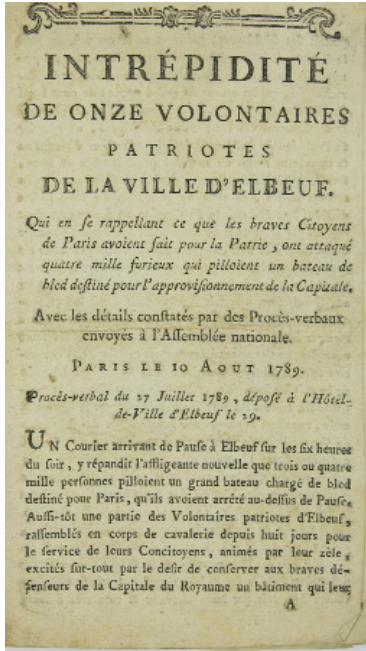 INTRÉPIDITÉ
DE ONZE VOLONTAIRES
PATRIOTES
DE LA VILLE D'ELBEUF.
Qui en ſe rappellant ce que les braves Citoyens
de Paris avoient fait pour la Patrie, ont attaqué
quatre mille furieux qui pilloient un bateau de
bled deſtiné pour l'approviſionnement de la Capitale.
Avec les détails conſtatés par des Procès-verbaux
envoyés à l'Aſſemblée nationale.
PARIS LE 10 AOUT 1789.
Procès-verbal du 27 Juillet 1789, dépoſé à l'Hôtel-
de-Ville d'Elbeuf le 29.
UN Courier arrivant de Pauſe à Elbeuf ſur les ſix heures
du ſoir, y répandit l'affligeante nouvelle que trois ou quatre
mille perſonnes pilloient un grand bateau chargé de bled
deſtiné pour Paris, qu'ils avoient arrêté au-deſſus de Pauſe.
Auſſi-tôt une partie des Volontaires patriotes d'Elbeuf,
raſſemblés en corps de cavalerie depuis huit jours pour
le ſervice de leurs Concitoyens, animés par leur zèle,
excités ſur-tout par le deſir de conſerver aux braves dé-
fenſeurs de la Capitale du Royaume un bâtiment qui leur
A